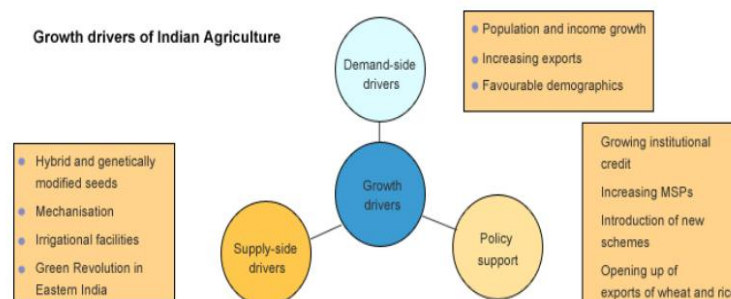 Growth drivers of Indian Agriculture
Demand-side
drivers
Population and income growth
Increasing exports
Favourable demographics
Hybrid and genetically
modified seeds
Mechanisation
Irrigational facilities
Green Revolution in
Eastern India
Growth
drivers
Supply-side
drivers
Policy
support
Growing institutional
credit
Increasing MSPs
Introduction of new
schemes
Opening up of
exports of wheat and rice